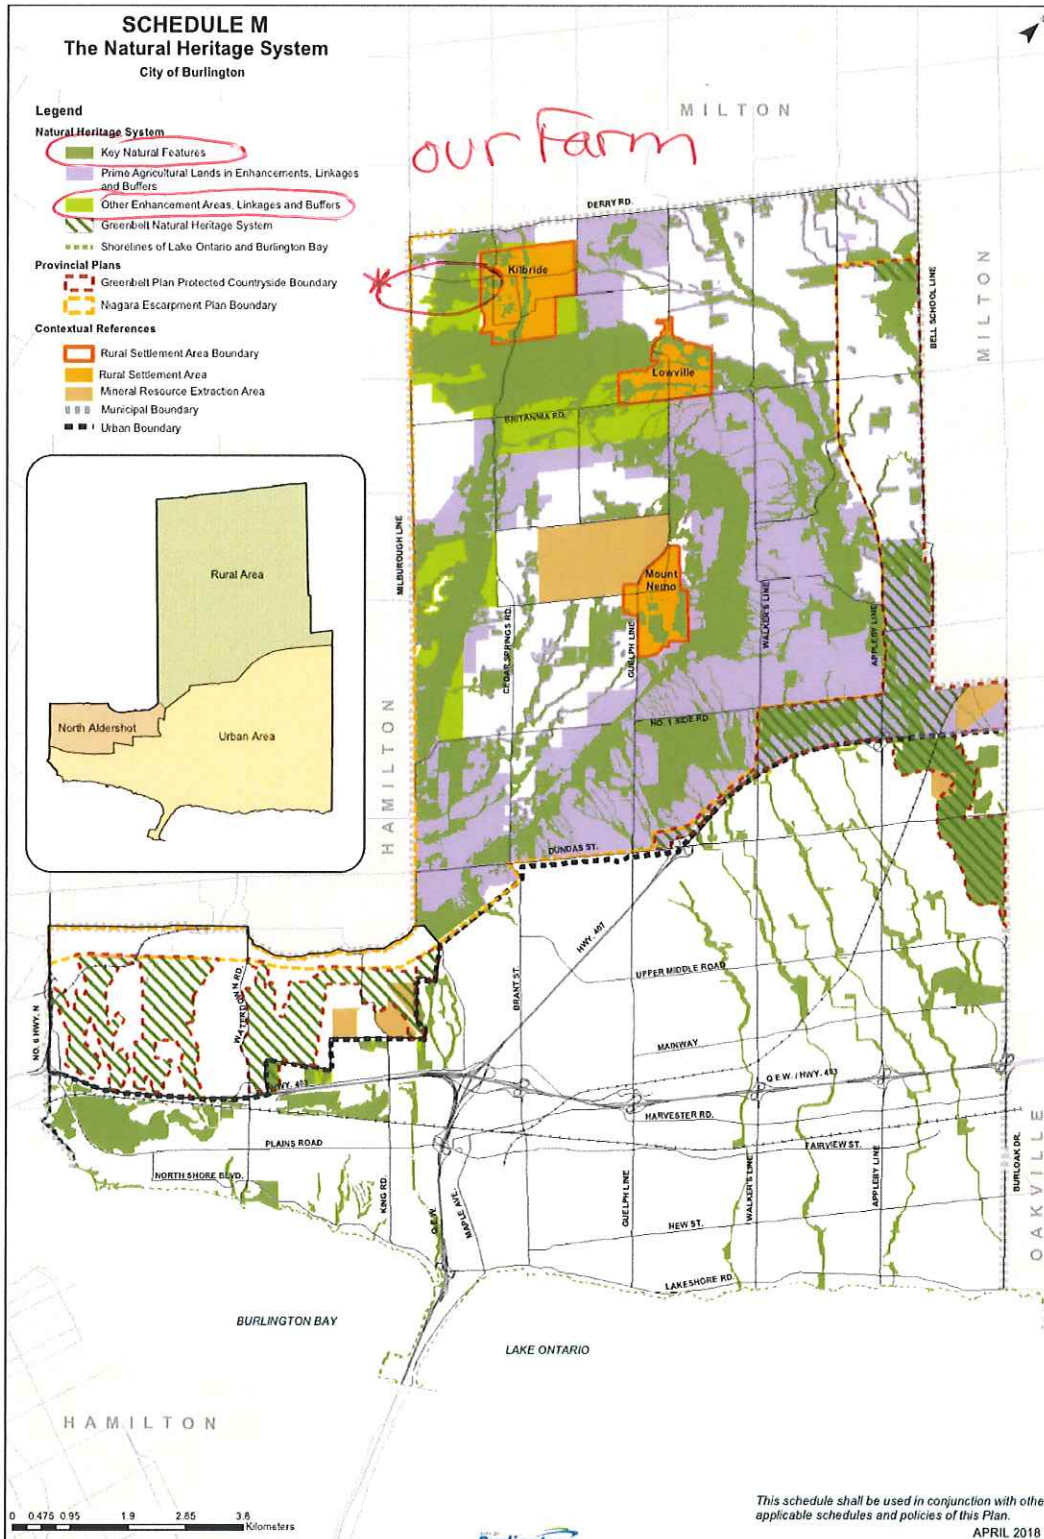 SCHEDULE M
The Natural Heritage System
City of Burlington
Legend
Natural Heritage System
Key Natural Features
Prime Agricultural Lands in Enhancements, Linkages
and Buffers
Other Enhancement Areas, Linkages and Buffers
Greenbelt Natural Heritage System
Shorelines of Lake Ontario and Burlington Bay
Provincial Plans
Greenbelt Plan Protected Countryside Boundary
Niagara Escarpment Plan Boundary
Contextual References
Rural Settlement Area Boundary
Rural Settlement Area
Mineral Resource Extraction Area
Municipal Boundary
Urban Boundary
our Farm
MILTON
DERRY RD.
Kilbride
BELL SCHOOL LINE
MILTON
Lowville
BRITANNIA RD.
MILBOROUGH LINE
Rural Area
North Aldershot
Urban Area
Mount
Nemo
CEDAR SPRINGS RD.
GUELPH LINE
WALKER'S LINE
APPLEBY LINE
NO. 1 SIDE RD.
HAMILTON
DUNDAS ST.
HWY. 407
BRANT ST.
UPPER MIDDLE ROAD
NO. 6 HWY. N
WATERDOWN RD.
MAINWAY
HWY. 403
Q.E.W. / HWY. 403
HARVESTER RD.
PLAINS ROAD
FAIRVIEW ST.
NORTH SHORE BLVD.
KING RD.
Q.E.W.
MAPLE AVE.
GUELPH LINE
WALKER'S LINE
APPLEBY LINE
BURLOAK DR.
NEW ST.
LAKESHORE RD.
OAKVILLE
BURLINGTON BAY
LAKE ONTARIO
HAMILTON
0 0.475 0.95 1.9 2.85 3.8
Kilometers
This schedule shall be used in conjunction with othe
applicable schedules and policies of this Plan.
APRIL 2018